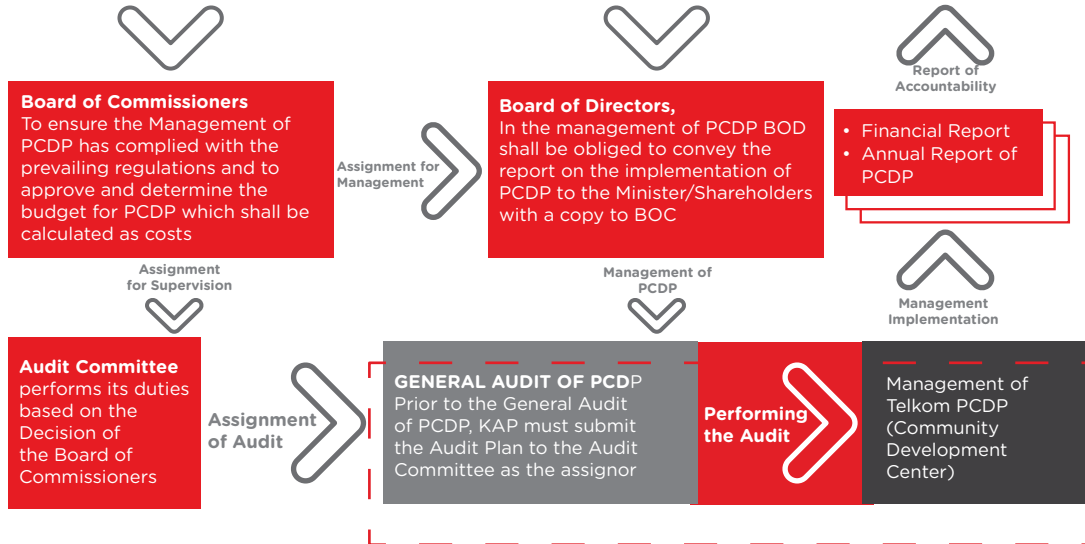 Board of Commissioners
To ensure the Management of
PCDP has complied with the
prevailing regulations and to
approve and determine the
budget for PCDP which shall be
calculated as costs
Assignment for
Management
Board of Directors,
In the management of PCDP BOD
shall be obliged to convey the
report on the implementation of
PCDP to the Minister/Shareholders
with a copy to BOC
Report of
Accountability
• Financial Report
• Annual Report of
PCDP
Assignment
for Supervision
Management of
PCDP
Management
Implementation
Audit Committee
performs its duties
based on the
Decision of
the Board of
Commissioners
Assignment
of Audit
GENERAL AUDIT OF PCDP
Prior to the General Audit
of PCDP, KAP must submit
the Audit Plan to the Audit
Committee as the assignor
Performing
the Audit
Management of
Telkom PCDP
(Community
Development
Center)